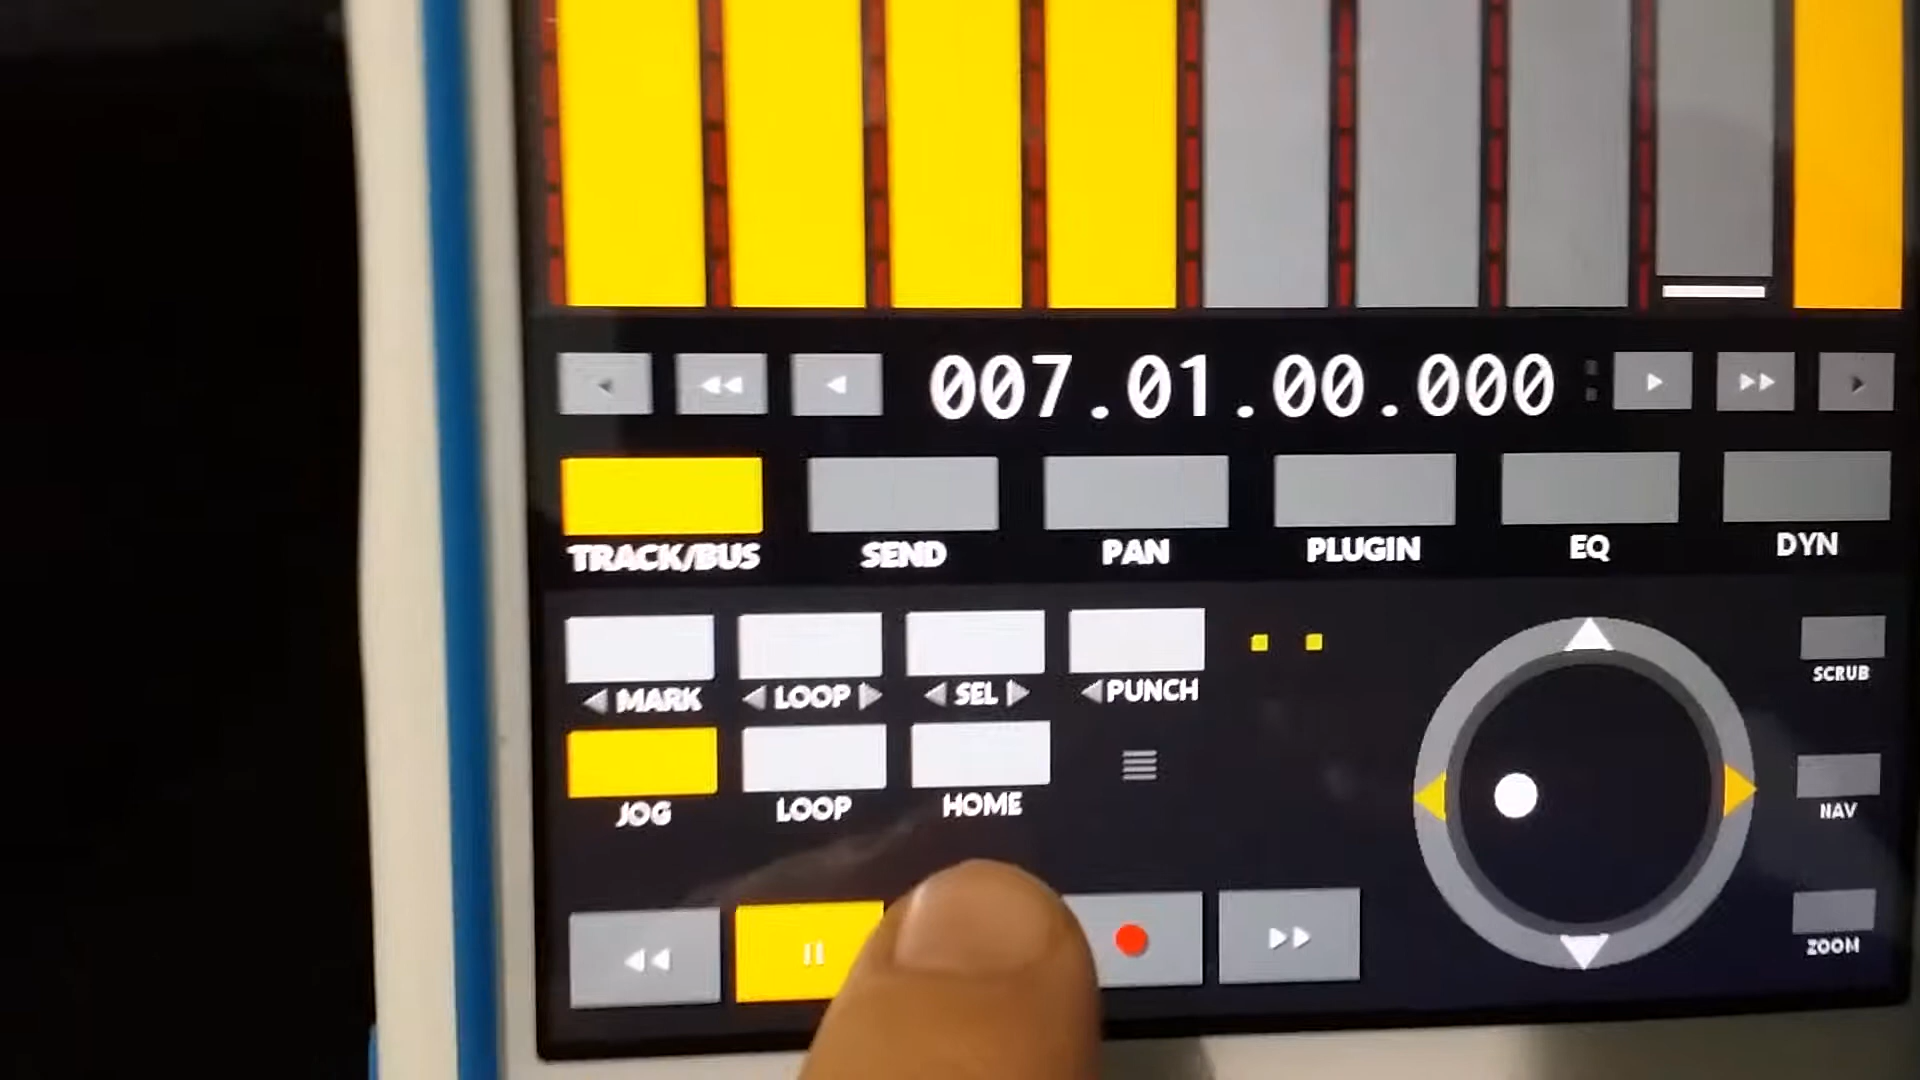 007.01.00.000
TRACK/BUS SEND PAN PLUGIN EQ DYN
MARK LOOP SEL PUNCH
SCRUB
JOG LOOP HOME
NAV
ZOOM